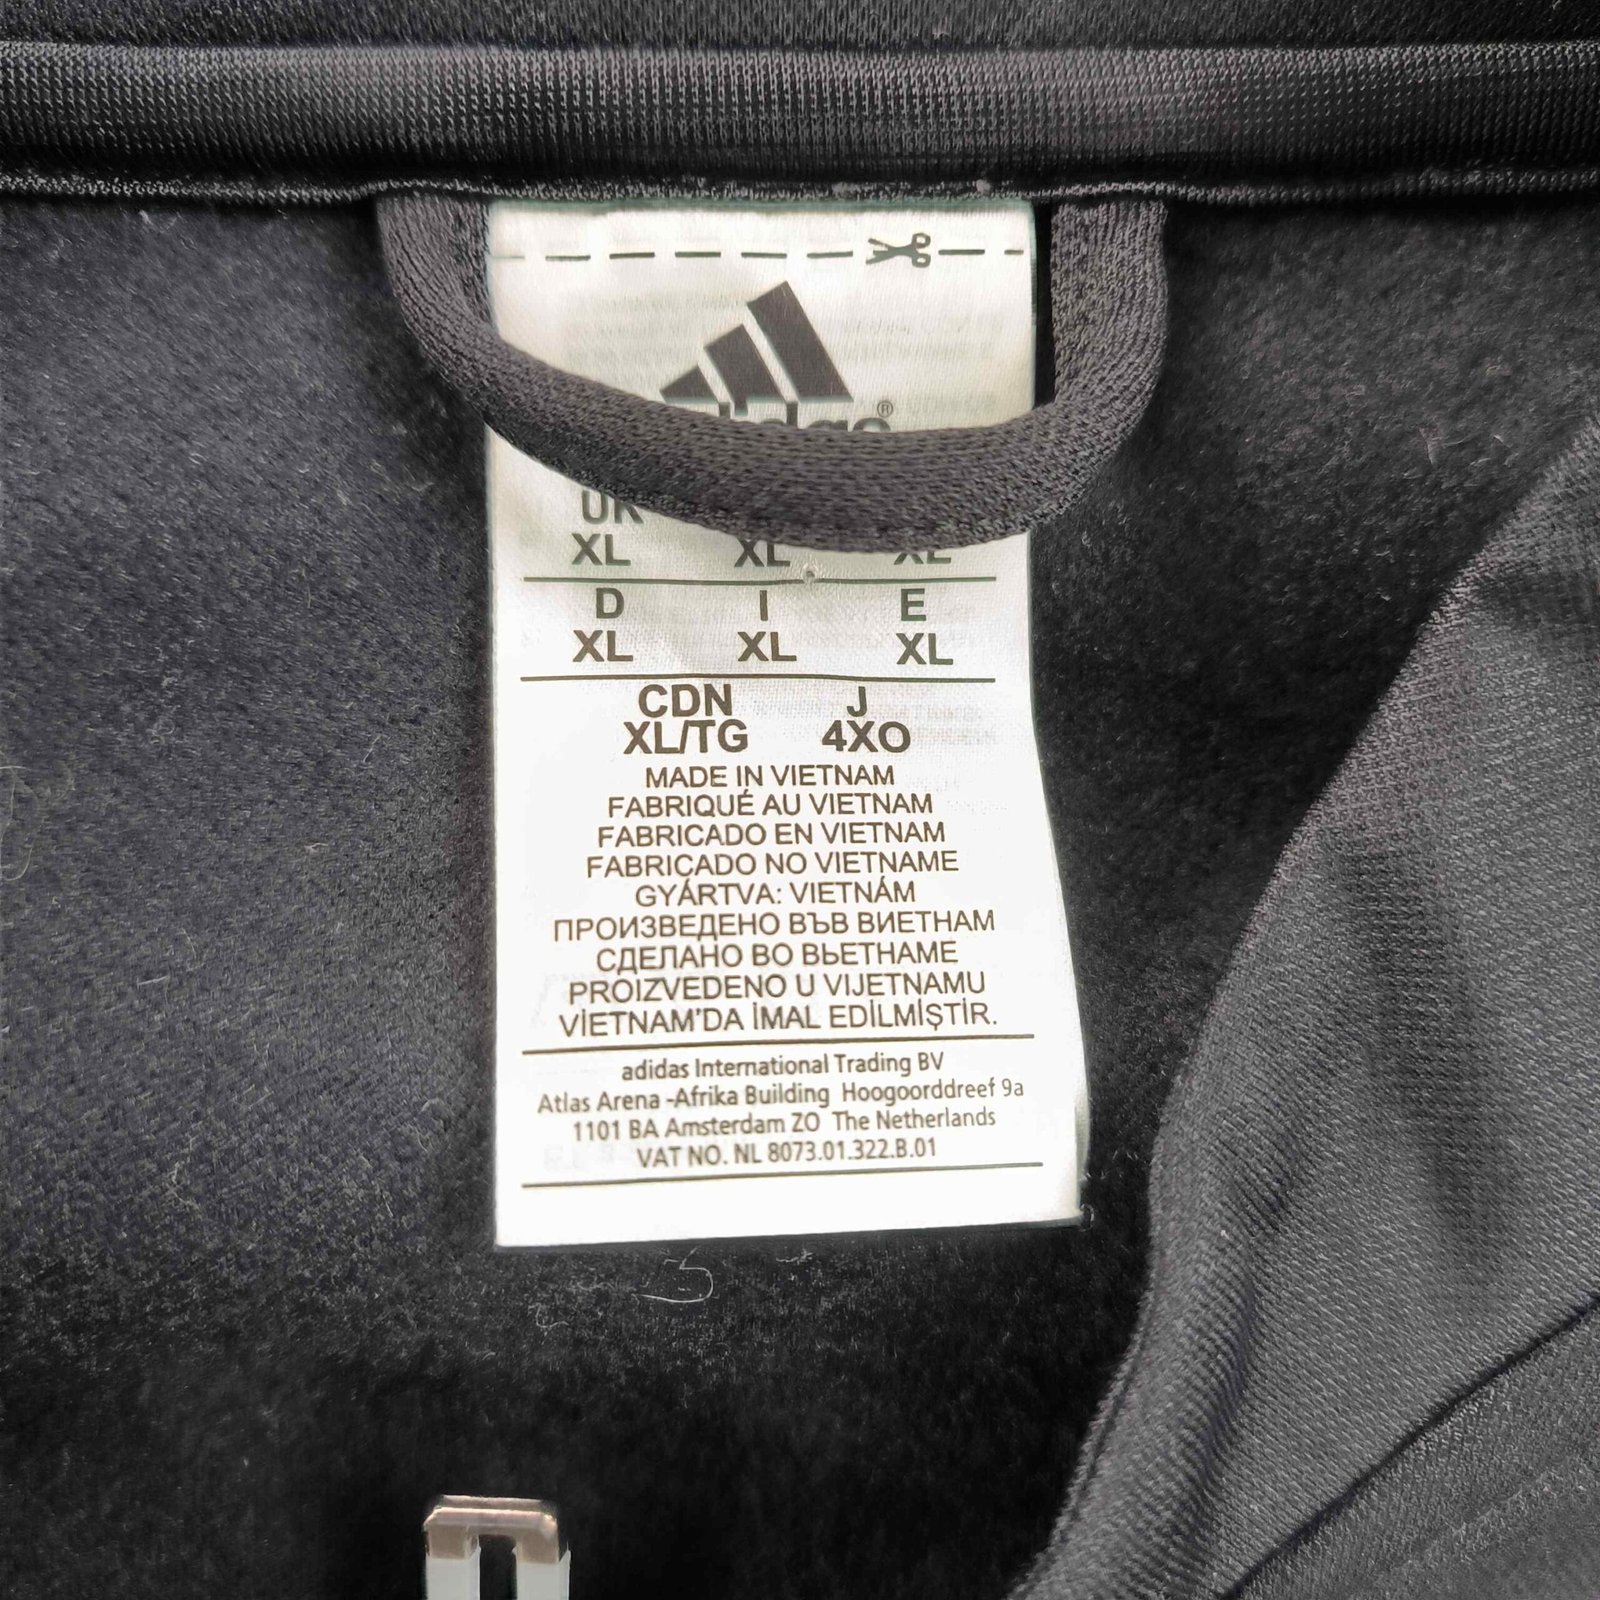 ®
UK
XL XL XL
D I E
XL XL XL
CDN J
XL/TG 4XO
MADE IN VIETNAM
FABRIQUÉ AU VIETNAM
FABRICADO EN VIETNAM
FABRICADO NO VIETNAME
GYÁRTVA: VIETNÁM
ПРОИЗВЕДЕНО ВЪВ ВИЕТНАМ
СДЕЛАНО ВО ВЬЕТНАМЕ
PROIZVEDENO U VIJETNAMU
VİETNAM'DA İMAL EDİLMİŞTİR.
adidas International Trading BV
Atlas Arena -Afrika Building Hoogoorddreef 9a
1101 BA Amsterdam ZO The Netherlands
VAT NO. NL 8073.01.322.B.01